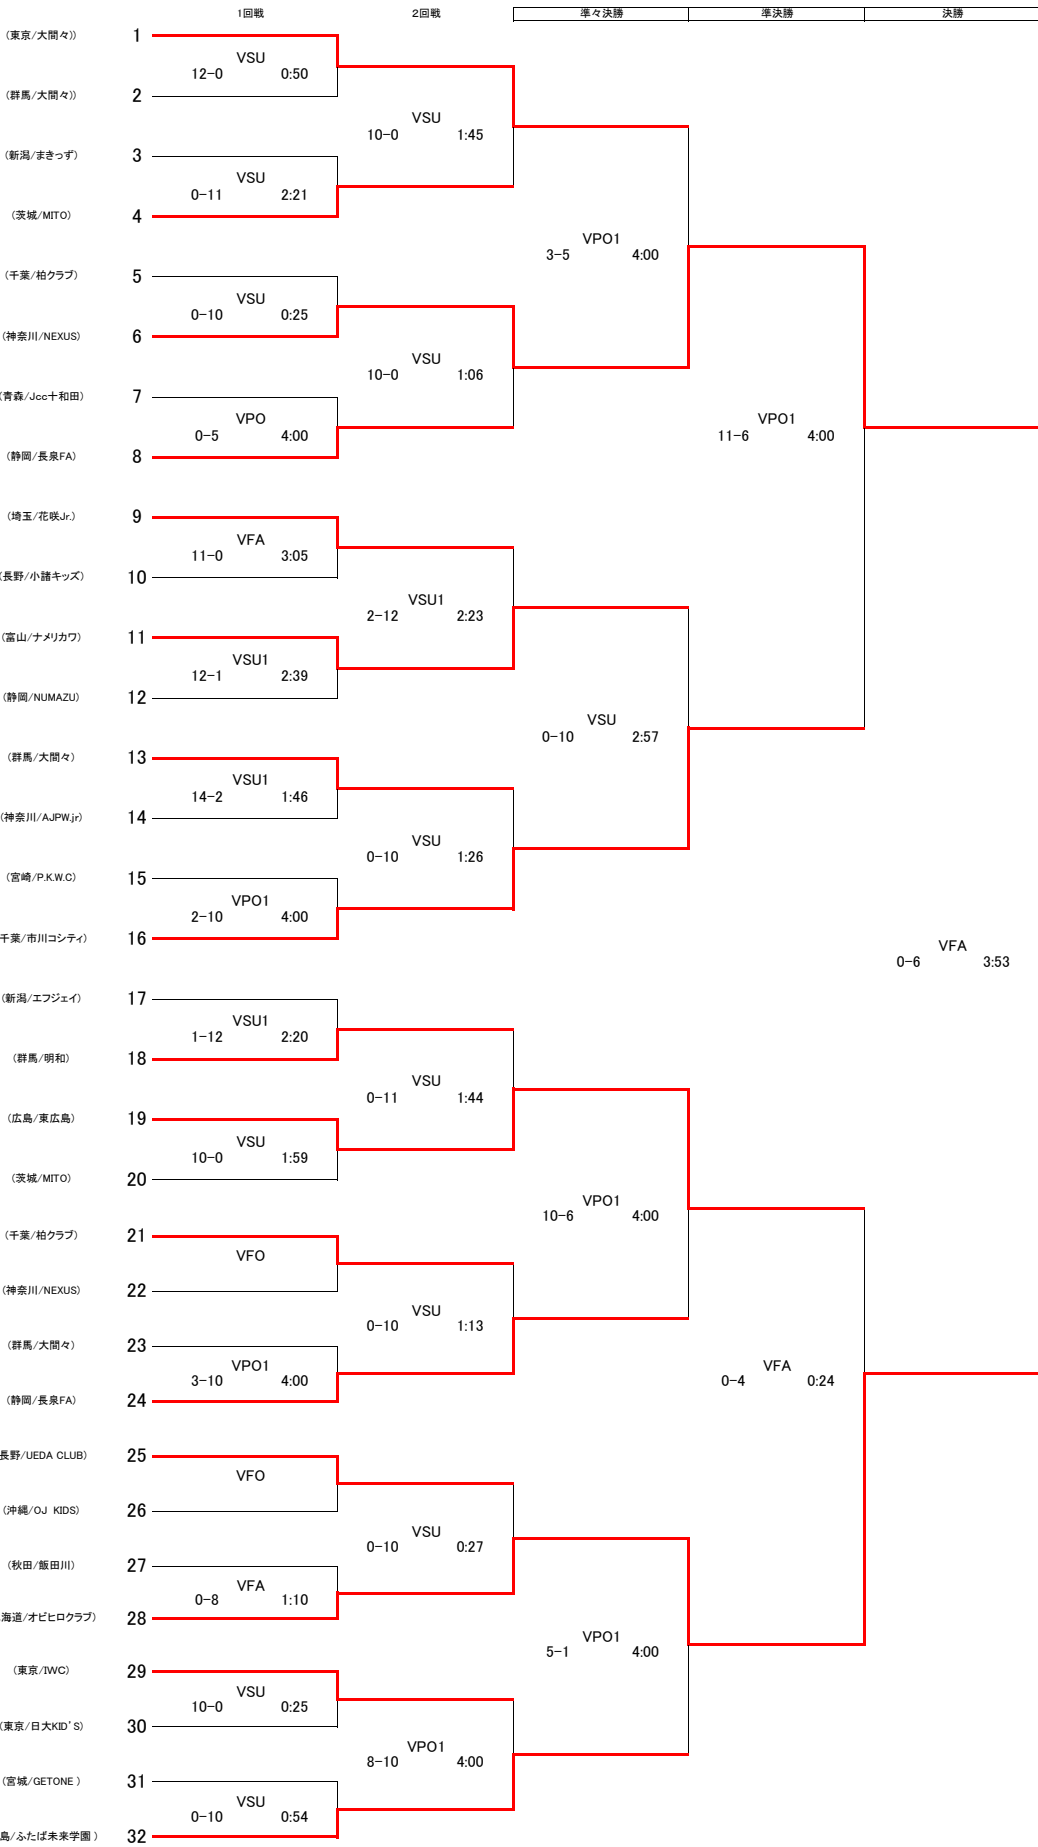 1回戦 2回戦 準々決勝 準決勝 決勝
(東京/大間々)) 1
VSU
12-0 0:50
(群馬/大間々)) 2
VSU
10-0 1:45
(新潟/まきっず) 3
VSU
0-11 2:21
(茨城/MITO) 4
VPO1
3-5 4:00
(千葉/柏クラブ) 5
VSU
0-10 0:25
(神奈川/NEXUS) 6
VSU
10-0 1:06
(青森/Jcc十和田) 7
VPO
0-5 4:00
(静岡/長泉FA) 8
VPO1
11-6 4:00
(埼玉/花咲Jr.) 9
VFA
11-0 3:05
(長野/小諸キッズ) 10
VSU1
2-12 2:23
(富山/ナメリカワ) 11
VSU1
12-1 2:39
(静岡/NUMAZU) 12
VSU
0-10 2:57
(群馬/大間々) 13
VSU1
14-2 1:46
(神奈川/AJPW.jr) 14
VSU
0-10 1:26
(宮崎/P.K.W.C) 15
VPO1
2-10 4:00
千葉/市川コシティ) 16
VFA
0-6 3:53
(新潟/エフジェイ) 17
VSU1
1-12 2:20
(群馬/明和) 18
VSU
0-11 1:44
(広島/東広島) 19
VSU
10-0 1:59
(茨城/MITO) 20
VPO1
10-6 4:00
(千葉/柏クラブ) 21
VFO
(神奈川/NEXUS) 22
VSU
0-10 1:13
(群馬/大間々) 23
VPO1
3-10 4:00
(静岡/長泉FA) 24
VFA
0-4 0:24
長野/UEDA CLUB) 25
VFO
(沖縄/OJ KIDS) 26
VSU
0-10 0:27
(秋田/飯田川) 27
VFA
0-8 1:10
海道/オビヒロクラブ) 28
VPO1
5-1 4:00
(東京/IWC) 29
VSU
10-0 0:25
(東京/日大KID'S) 30
VPO1
8-10 4:00
(宮城/GETONE ) 31
VSU
0-10 0:54
島/ふたば未来学園 ) 32